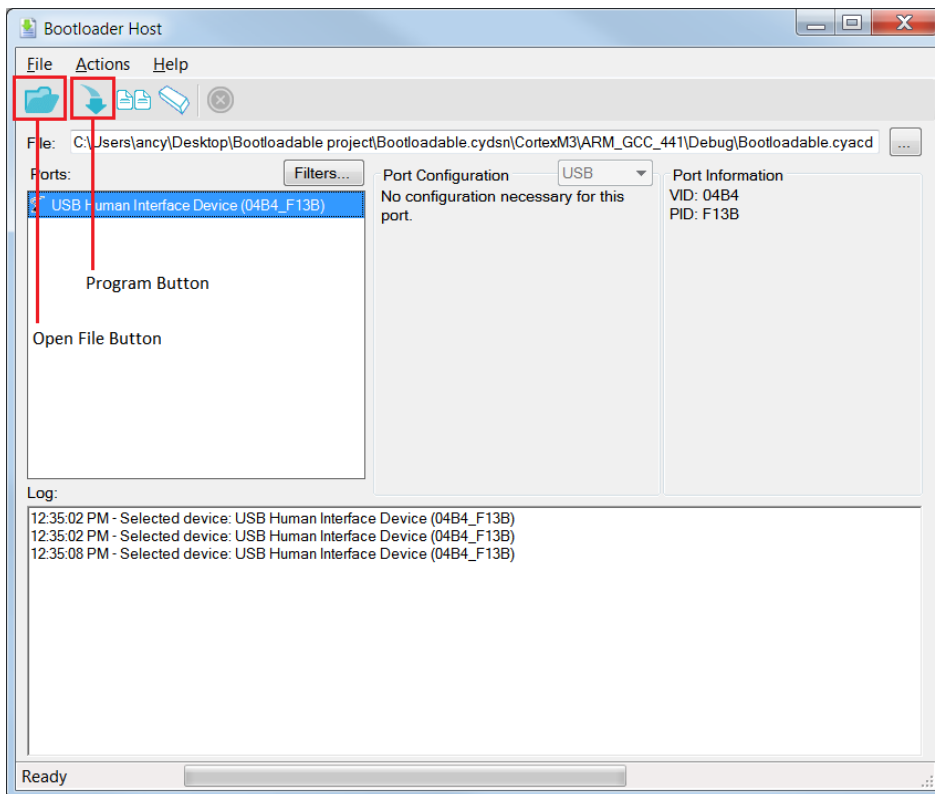 Bootloader Host
File Actions Help
File: C:\Users\ancy\Desktop\Bootloadable project\Bootloadable.cydsn\CortexM3\ARM_GCC_441\Debug\Bootloadable.cyacd ...
Ports: Filters...
USB Human Interface Device (04B4_F13B)
Program Button
Open File Button
Port Configuration USB
No configuration necessary for this
port.
Port Information
VID: 04B4
PID: F13B
Log:
12:35:02 PM - Selected device: USB Human Interface Device (04B4_F13B)
12:35:02 PM - Selected device: USB Human Interface Device (04B4_F13B)
12:35:08 PM - Selected device: USB Human Interface Device (04B4_F13B)
Ready